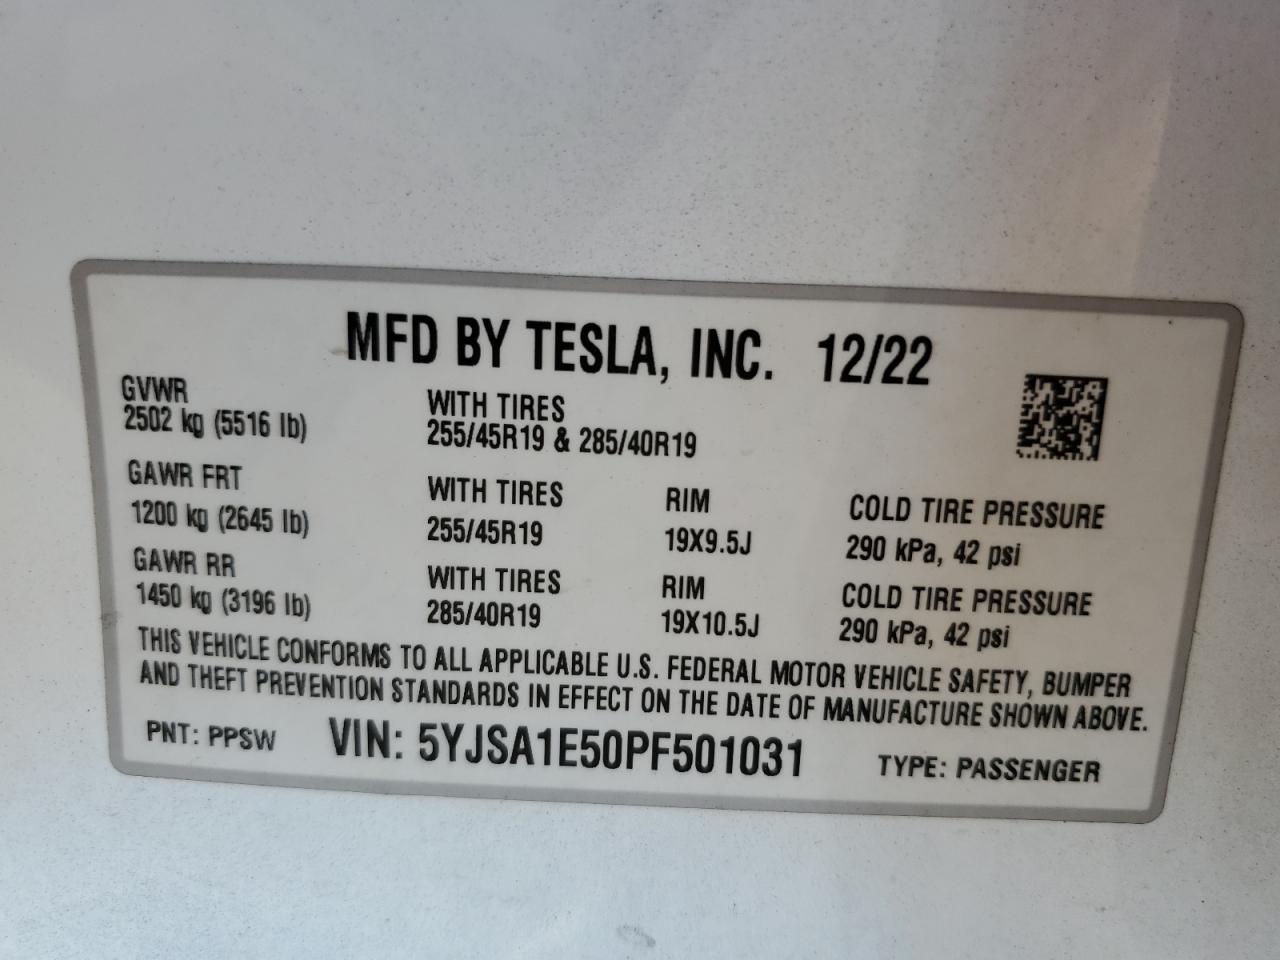 MFD BY TESLA, INC. 12/22
GVWR
2502 kg (5516 lb)
WITH TIRES
255/45R19 & 285/40R19
GAWR FRT
1200 kg (2645 lb)
WITH TIRES
255/45R19
RIM
19X9.5J
COLD TIRE PRESSURE
290 kPa, 42 psi
GAWR RR
1450 kg (3196 lb)
WITH TIRES
285/40R19
RIM
19X10.5J
COLD TIRE PRESSURE
290 kPa, 42 psi
THIS VEHICLE CONFORMS TO ALL APPLICABLE U.S. FEDERAL MOTOR VEHICLE SAFETY, BUMPER
AND THEFT PREVENTION STANDARDS IN EFFECT ON THE DATE OF MANUFACTURE SHOWN ABOVE.
PNT: PPSW VIN: 5YJSA1E50PF501031 TYPE: PASSENGER